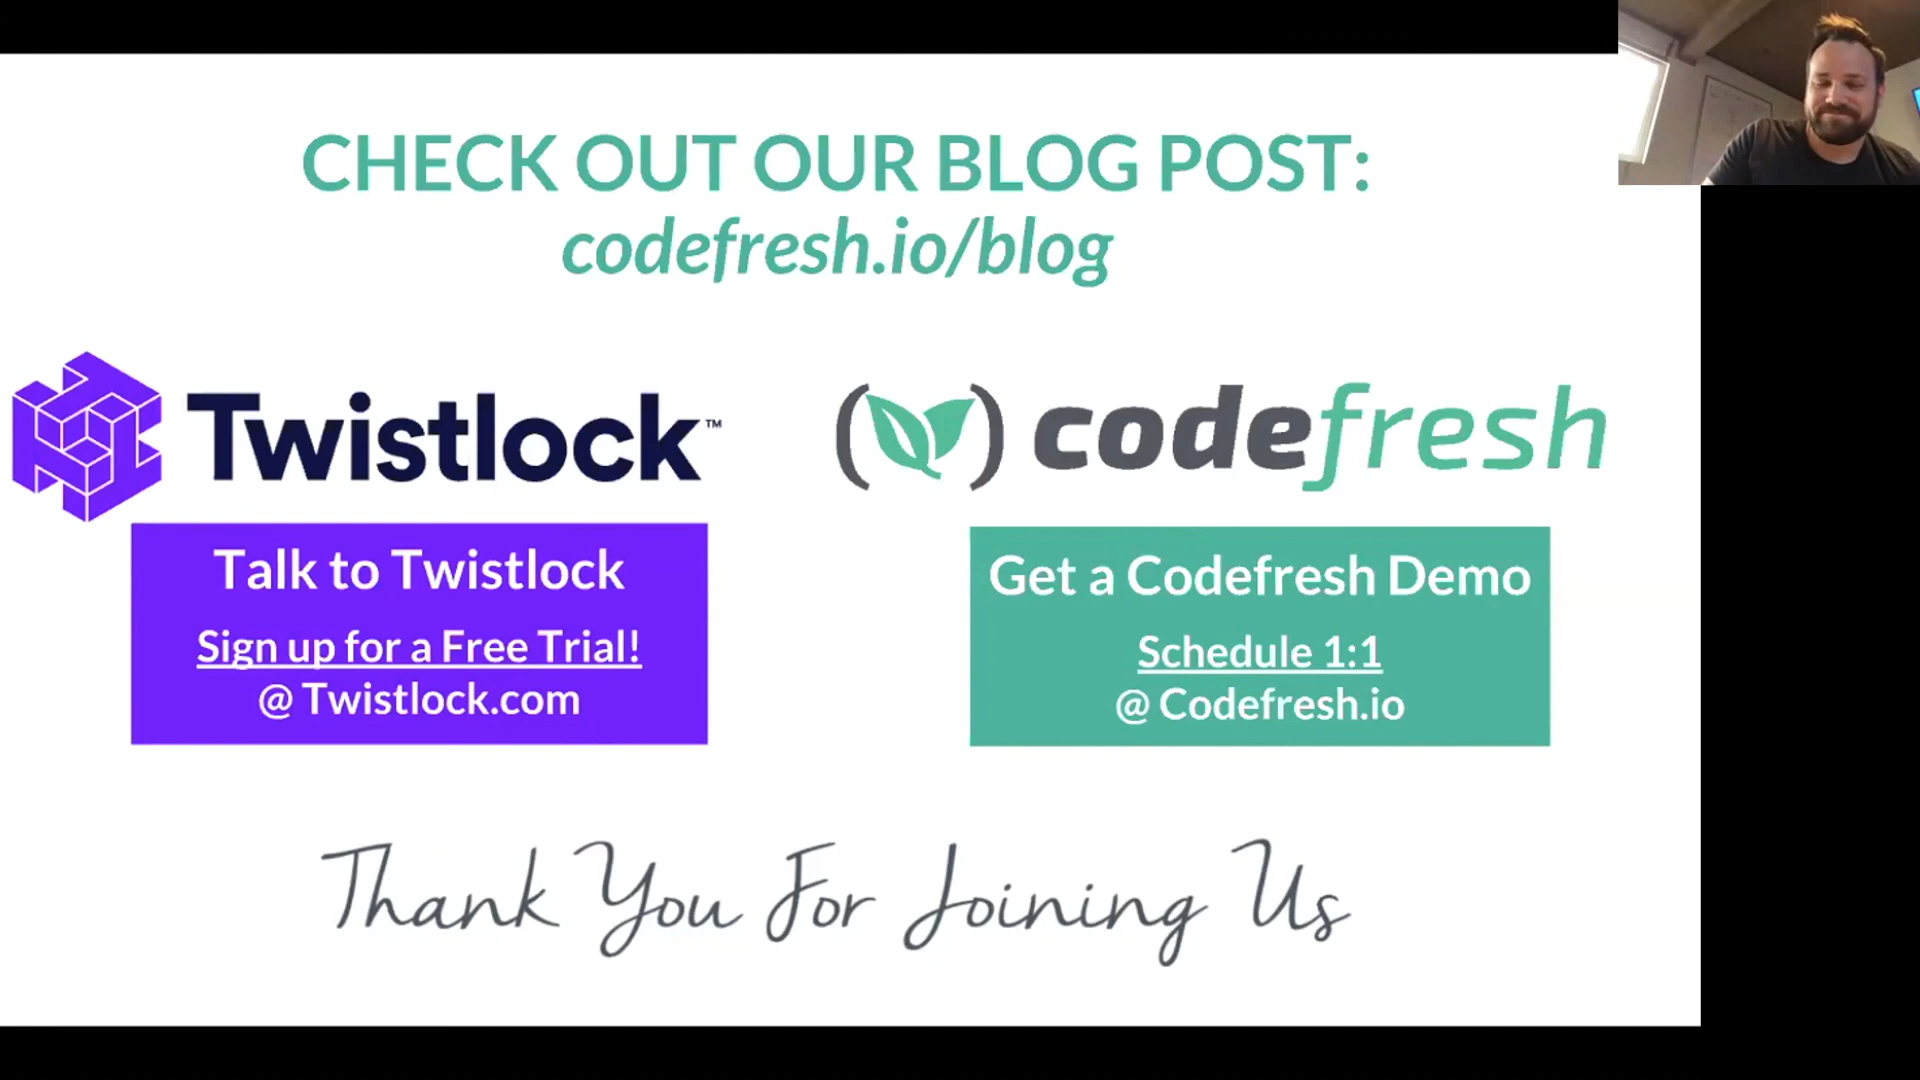 CHECK OUT OUR BLOG POST:
codefresh.io/blog
Twistlock™
codefresh
Talk to Twistlock
Sign up for a Free Trial!
@ Twistlock.com
Get a Codefresh Demo
Schedule 1:1
@ Codefresh.io
Thank You For Joining Us